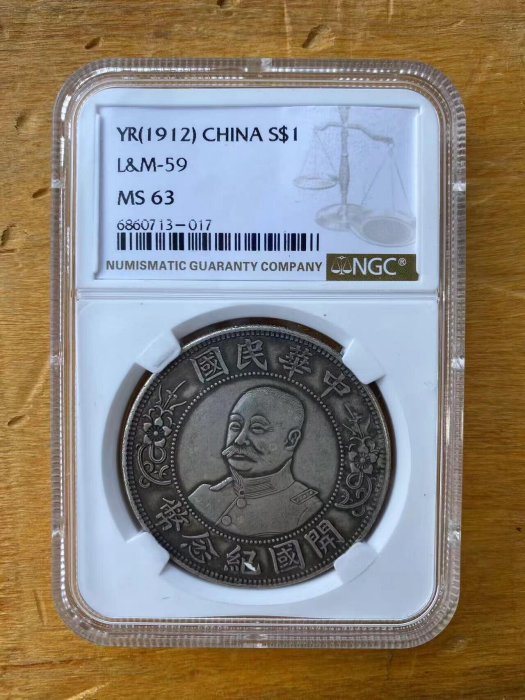 YR(1912) CHINA S$1
L&M-59
MS 63
6860713-017
NUMISMATIC GUARANTY COMPANY NGC®
中華民國
開國紀念幣